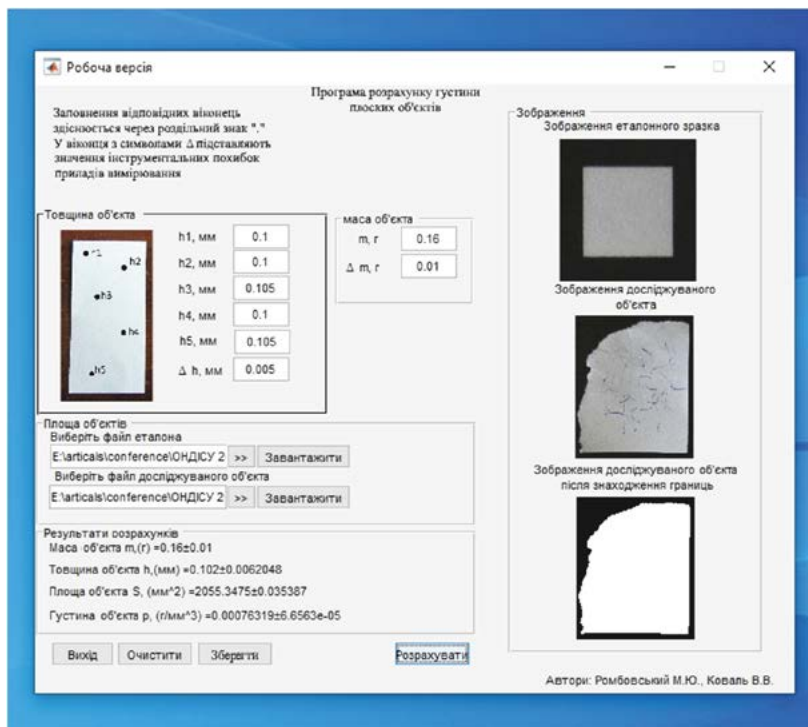 Робоча версія
Програма розрахунку густини
плоских об'єктів
Заповнення відповідних віконець
здіснюється через роздільний знак "."
У віконця з символами Δ підставляють
значення інструментальних похибок
приладів вимірювання
Товщина об'єкта
r1
h2
h3
h4
h5
h1, мм 0.1
h2, мм 0.1
h3, мм 0.105
h4, мм 0.1
h5, мм 0.105
Δ h, мм 0.005
маса об'єкта
m, г 0.16
Δ m, г 0.01
Площа об'єктів
Виберіть файл еталона
E:\articals\conference\ОНДІСУ 2 >> Завантажити
Виберіть файл досліджуваного об'єкта
E:\articals\conference\ОНДІСУ 2 >> Завантажити
Результати розрахунків
Маса об'єкта m,(г) =0.16±0.01
Товщина об'єкта h,(мм) =0.102±0.0062048
Площа об'єкта S, (мм^2) =2055.3475±0.035387
Густина об'єкта p, (г/мм^3) =0.00076319±6.6563e-05
Вихід Очистити Зберегти Розрахувати
Зображення
Зображення еталонного зразка
Зображення досліджуваного
об'єкта
Зображення досліджуваного об'єкта
після знаходження границь
Автори: Ромбовський М.Ю., Коваль В.В.